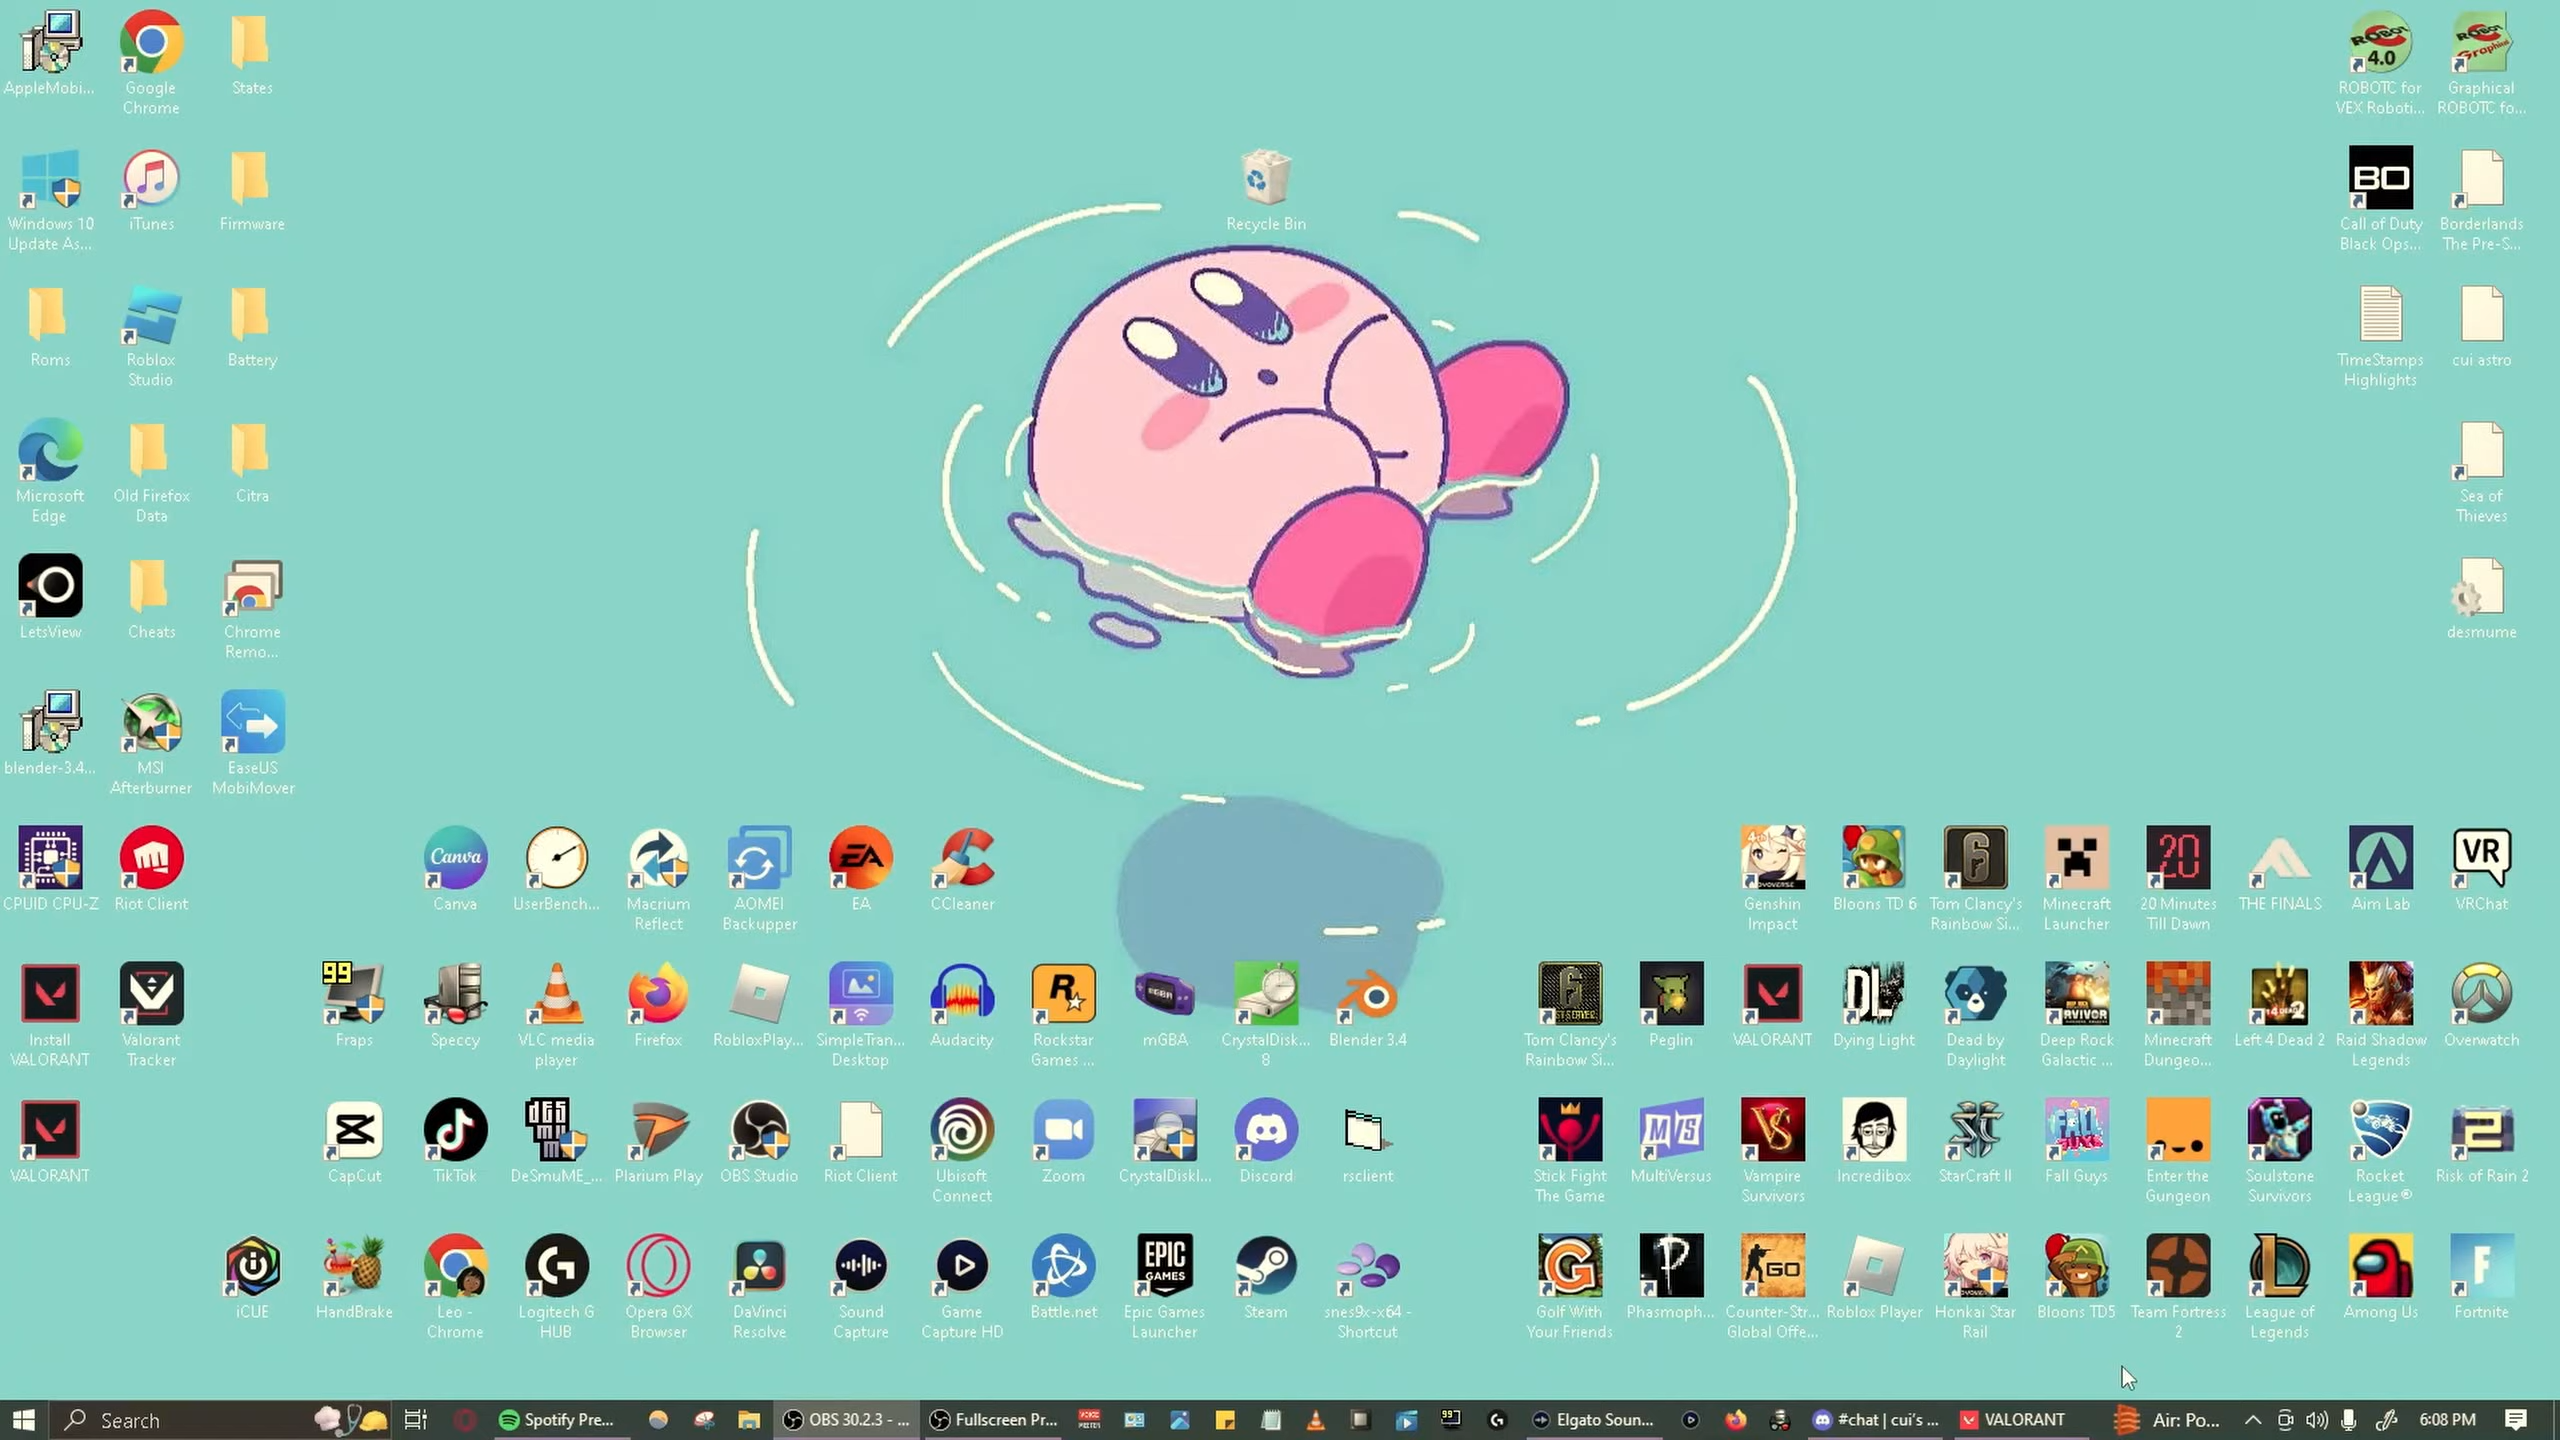 AppleMobi...
Google
Chrome
States
ROBOTC for
VEX Roboti...
Graphical
ROBOTC fo...
Windows 10
Update As...
iTunes
Firmware
Recycle Bin
Call of Duty
Black Ops...
Borderlands
The Pre-S...
Roms
Roblox
Studio
Battery
TimeStamps
Highlights
cui astro
Microsoft
Edge
Old Firefox
Data
Citra
Sea of
Thieves
LetsView
Cheats
Chrome
Remo...
desmume
blender-3.4...
MSI
Afterburner
EaseUS
MobiMover
CPUID CPU-Z
Riot Client
Canva
UserBench...
Macrium
Reflect
AOMEI
Backupper
EA
CCleaner
Genshin
Impact
Bloons TD 6
Tom Clancy's
Rainbow Si...
Minecraft
Launcher
20 Minutes
Till Dawn
THE FINALS
Aim Lab
VRChat
Install
VALORANT
Valorant
Tracker
Fraps
Speccy
VLC media
player
Firefox
RobloxPlay...
SimpleTran...
Desktop
Audacity
Rockstar
Games ...
mGBA
CrystalDisk...
8
Blender 3.4
Tom Clancy's
Rainbow Si...
Peglin
VALORANT
Dying Light
Dead by
Daylight
Deep Rock
Galactic ...
Minecraft
Dungeo...
Left 4 Dead 2
Raid Shadow
Legends
Overwatch
VALORANT
CapCut
TikTok
DeSmuME_...
Plarium Play
OBS Studio
Riot Client
Ubisoft
Connect
Zoom
CrystalDiskI...
Discord
rsclient
Stick Fight
The Game
MultiVersus
Vampire
Survivors
Incredibox
StarCraft II
Fall Guys
Enter the
Gungeon
Soulstone
Survivors
Rocket
League®
Risk of Rain 2
iCUE
HandBrake
Leo -
Chrome
Logitech G
HUB
Opera GX
Browser
DaVinci
Resolve
Sound
Capture
Game
Capture HD
Battle.net
Epic Games
Launcher
Steam
snes9x-x64 -
Shortcut
Golf With
Your Friends
Phasmoph...
Counter-Str...
Global Offe...
Roblox Player
Honkai Star
Rail
Bloons TD5
Team Fortress
2
League of
Legends
Among Us
Fortnite
Search
Spotify Pre...
OBS 30.2.3 - ...
Fullscreen Pr...
Elgato Soun...
#chat | cui's ...
VALORANT
Air: Po...
6:08 PM